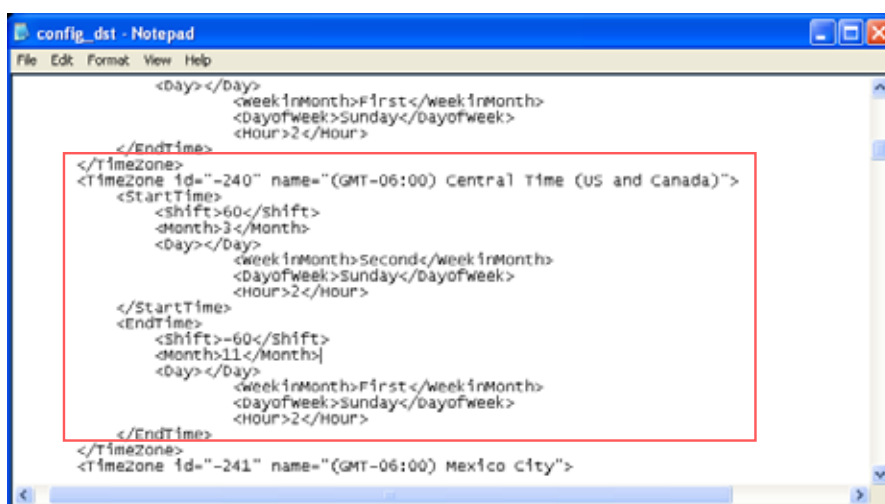 config_dst - Notepad
File Edit Format View Help
<Day></Day>
<WeekinMonth>First</WeekinMonth>
<DayofWeek>Sunday</DayofWeek>
<Hour>2</Hour>
</EndTime>
</TimeZone>
<TimeZone id="-240" name="(GMT-06:00) Central Time (US and Canada)">
<StartTime>
<Shift>60</Shift>
<Month>3</Month>
<Day></Day>
<WeekinMonth>Second</WeekinMonth>
<DayofWeek>Sunday</DayofWeek>
<Hour>2</Hour>
</StartTime>
<EndTime>
<Shift>-60</Shift>
<Month>11</Month>
<Day></Day>
<WeekinMonth>First</WeekinMonth>
<DayofWeek>Sunday</DayofWeek>
<Hour>2</Hour>
</EndTime>
</TimeZone>
<TimeZone id="-241" name="(GMT-06:00) Mexico City">